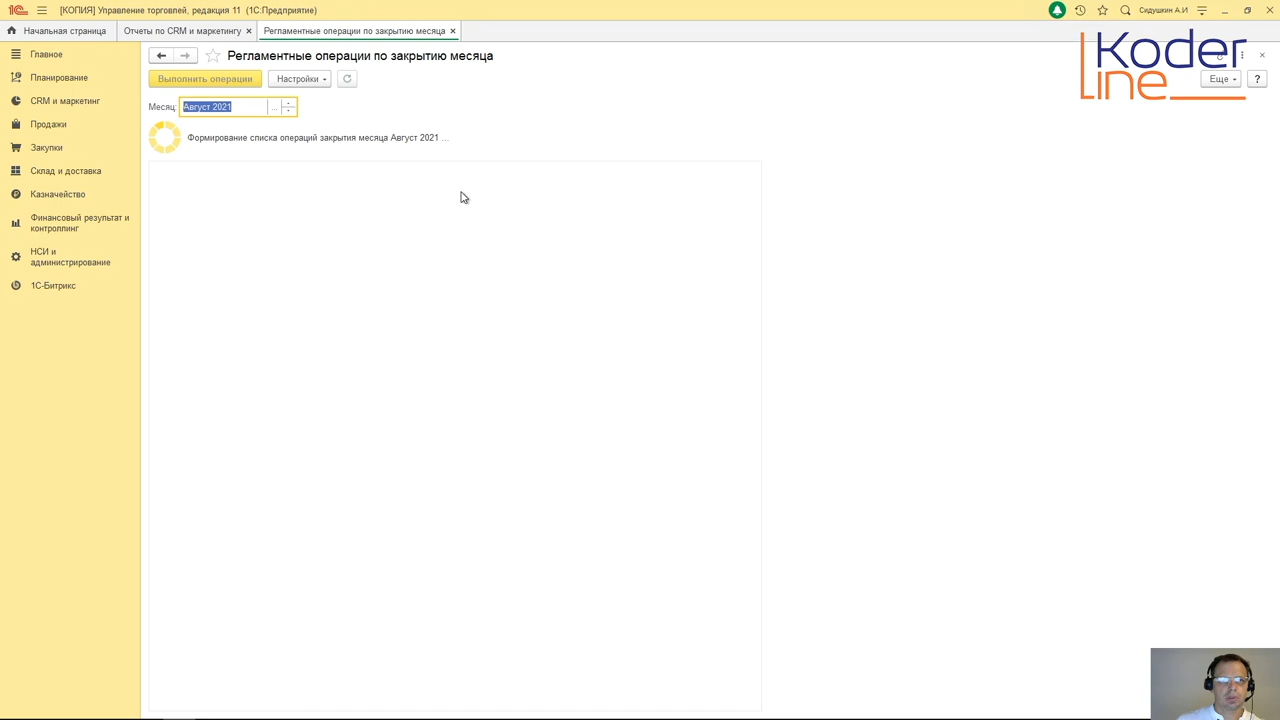 [КОПИЯ] Управление торговлей, редакция 11 (1С:Предприятие)
Сидушкин А.И
Начальная страница
Отчеты по CRM и маркетингу
Регламентные операции по закрытию месяца
Главное
Планирование
CRM и маркетинг
Продажи
Закупки
Склад и доставка
Казначейство
Финансовый результат и
контроллинг
НСИ и
администрирование
1С-Битрикс
Регламентные операции по закрытию месяца
Выполнить операции
Настройки
Еще
?
Месяц:
Август 2021
...
Формирование списка операций закрытия месяца Август 2021 ...
Koder
line